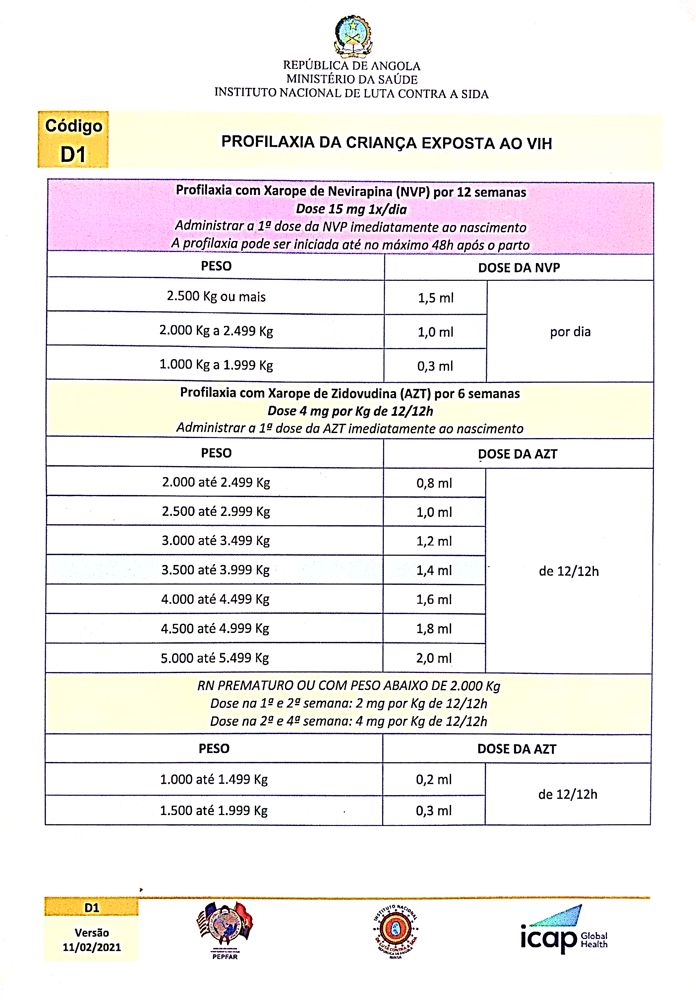 REPÚBLICA DE ANGOLA
MINISTÉRIO DA SAÚDE
INSTITUTO NACIONAL DE LUTA CONTRA A SIDA
Código
D1
PROFILAXIA DA CRIANÇA EXPOSTA AO VIH
Profilaxia com Xarope de Nevirapina (NVP) por 12 semanas
Dose 15 mg 1x/dia
Administrar a 1ª dose da NVP imediatamente ao nascimento
A profilaxia pode ser iniciada até no máximo 48h após o parto
PESO DOSE DA NVP
2.500 Kg ou mais 1,5 ml
2.000 Kg a 2.499 Kg 1,0 ml por dia
1.000 Kg a 1.999 Kg 0,3 ml
Profilaxia com Xarope de Zidovudina (AZT) por 6 semanas
Dose 4 mg por Kg de 12/12h
Administrar a 1ª dose da AZT imediatamente ao nascimento
PESO DOSE DA AZT
2.000 até 2.499 Kg 0,8 ml
2.500 até 2.999 Kg 1,0 ml
3.000 até 3.499 Kg 1,2 ml
3.500 até 3.999 Kg 1,4 ml de 12/12h
4.000 até 4.499 Kg 1,6 ml
4.500 até 4.999 Kg 1,8 ml
5.000 até 5.499 Kg 2,0 ml
RN PREMATURO OU COM PESO ABAIXO DE 2.000 Kg
Dose na 1ª e 2ª semana: 2 mg por Kg de 12/12h
Dose na 2ª e 4ª semana: 4 mg por Kg de 12/12h
PESO DOSE DA AZT
1.000 até 1.499 Kg 0,2 ml
de 12/12h
1.500 até 1.999 Kg 0,3 ml
D1
Versão
11/02/2021
PEPFAR
INSTITUTO NACIONAL
DE LUTA CONTRA A SIDA
REPUBLICA DE ANGOLA
MINSA
icap Global
Health